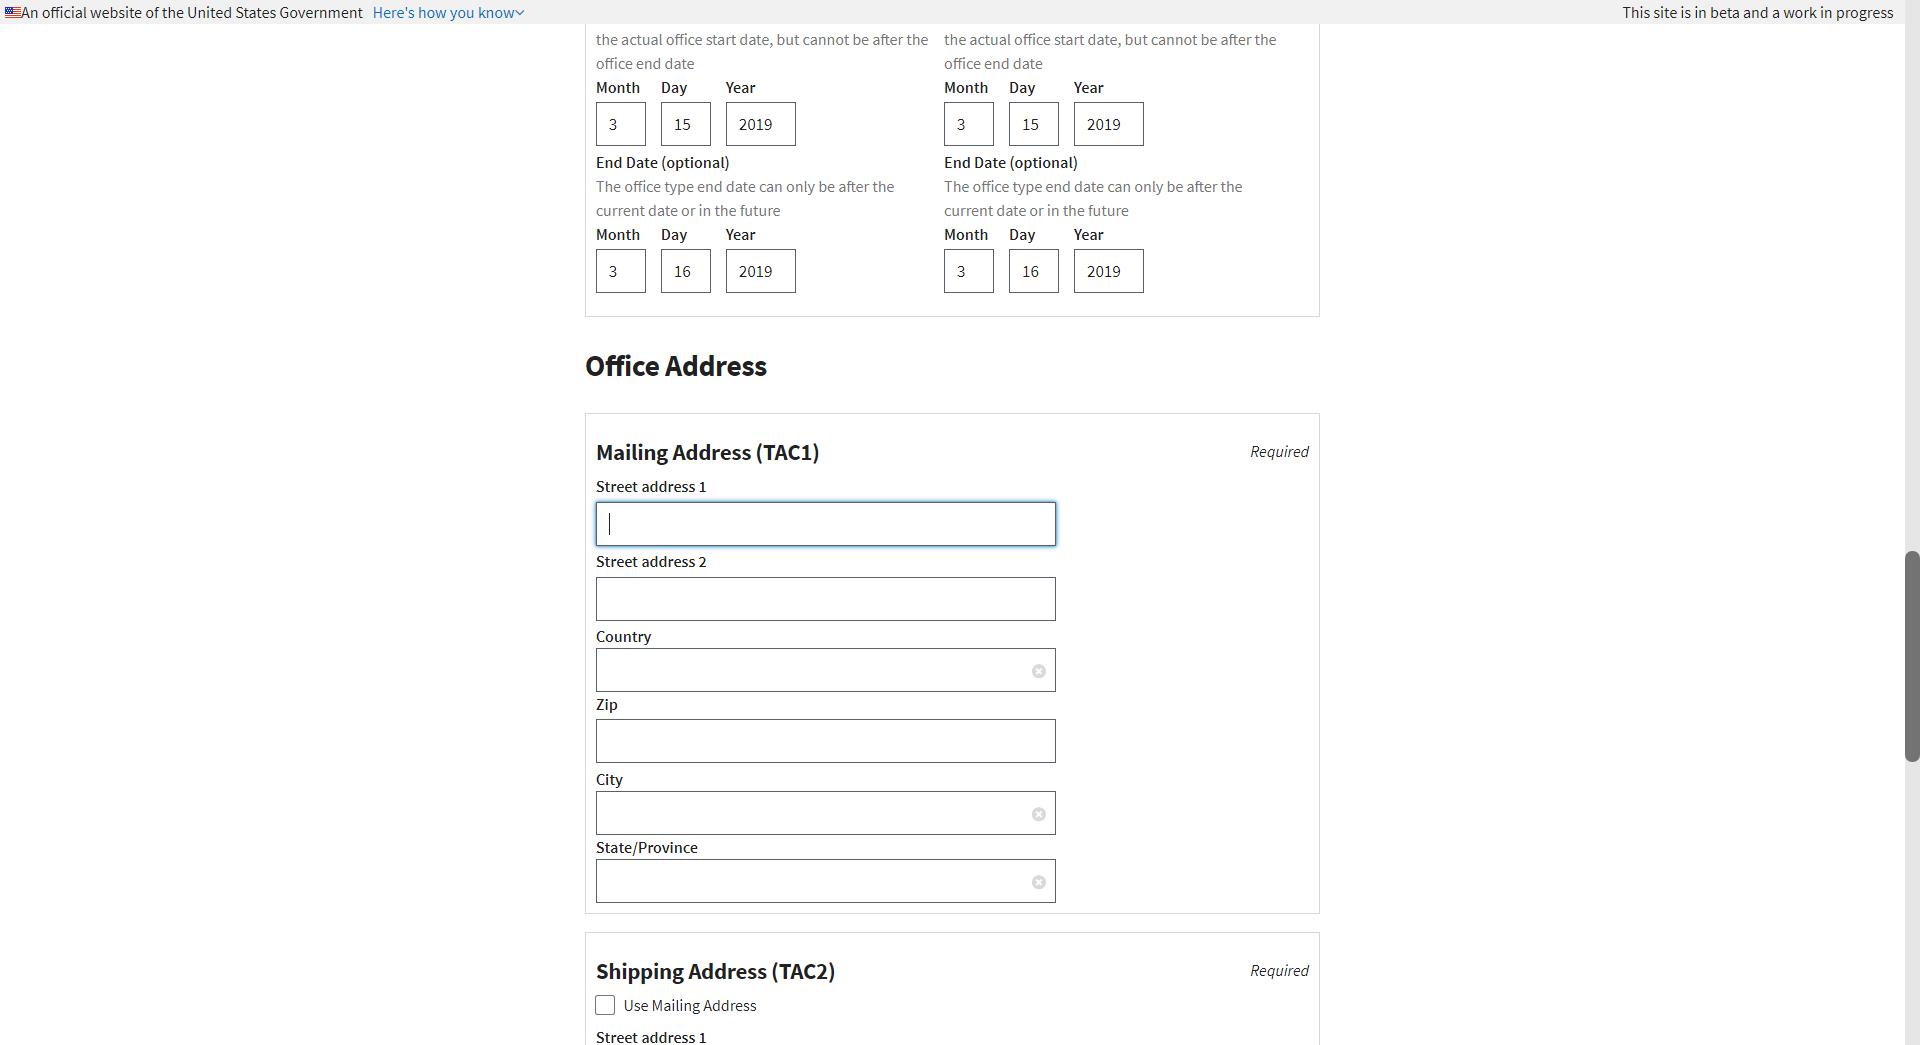 An official website of the United States Government Here's how you know
This site is in beta and a work in progress
the actual office start date, but cannot be after the
office end date
Month Day Year
3 15 2019
End Date (optional)
The office type end date can only be after the
current date or in the future
Month Day Year
3 16 2019
the actual office start date, but cannot be after the
office end date
Month Day Year
3 15 2019
End Date (optional)
The office type end date can only be after the
current date or in the future
Month Day Year
3 16 2019
Office Address
Mailing Address (TAC1)
Required
Street address 1
Street address 2
Country
Zip
City
State/Province
Shipping Address (TAC2)
Required
Use Mailing Address
Street address 1